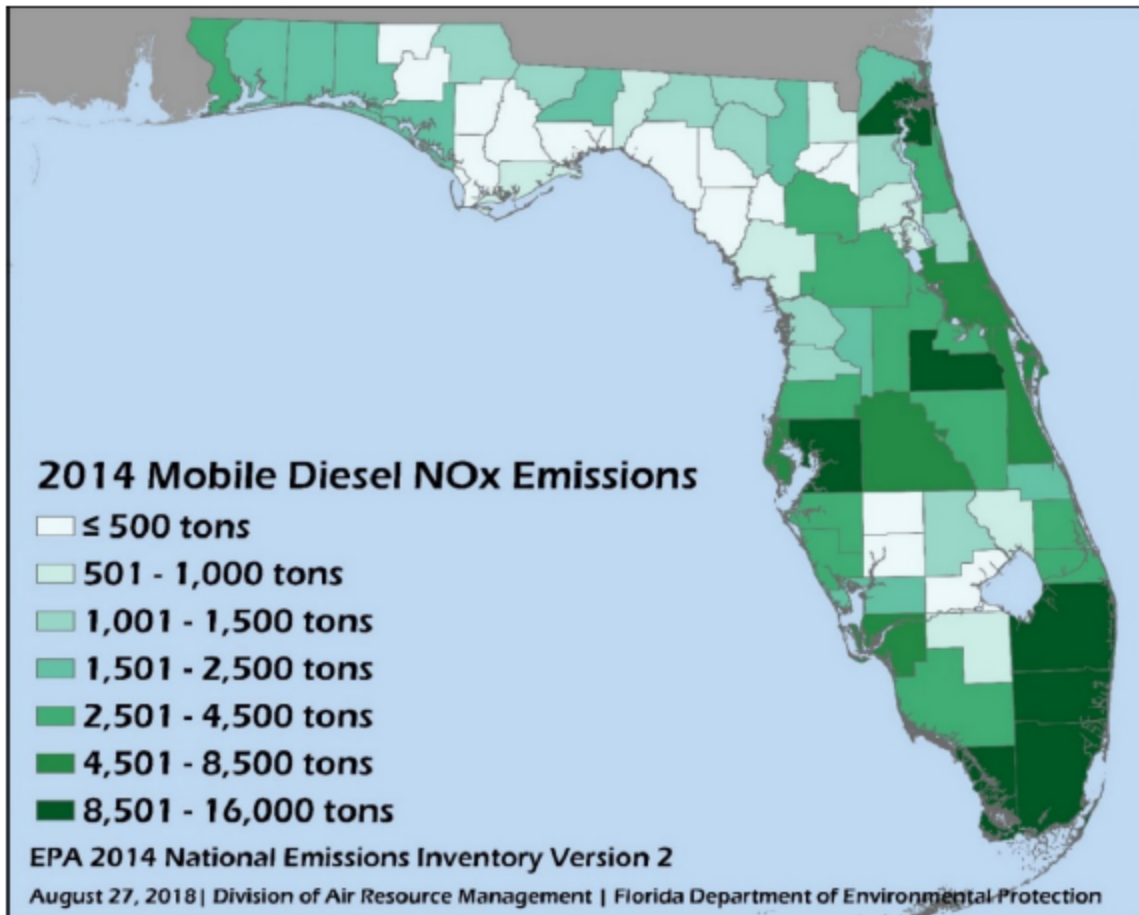 2014 Mobile Diesel NOx Emissions
≤ 500 tons
501 - 1,000 tons
1,001 - 1,500 tons
1,501 - 2,500 tons
2,501 - 4,500 tons
4,501 - 8,500 tons
8,501 - 16,000 tons
EPA 2014 National Emissions Inventory Version 2
August 27, 2018| Division of Air Resource Management | Florida Department of Environmental Protection